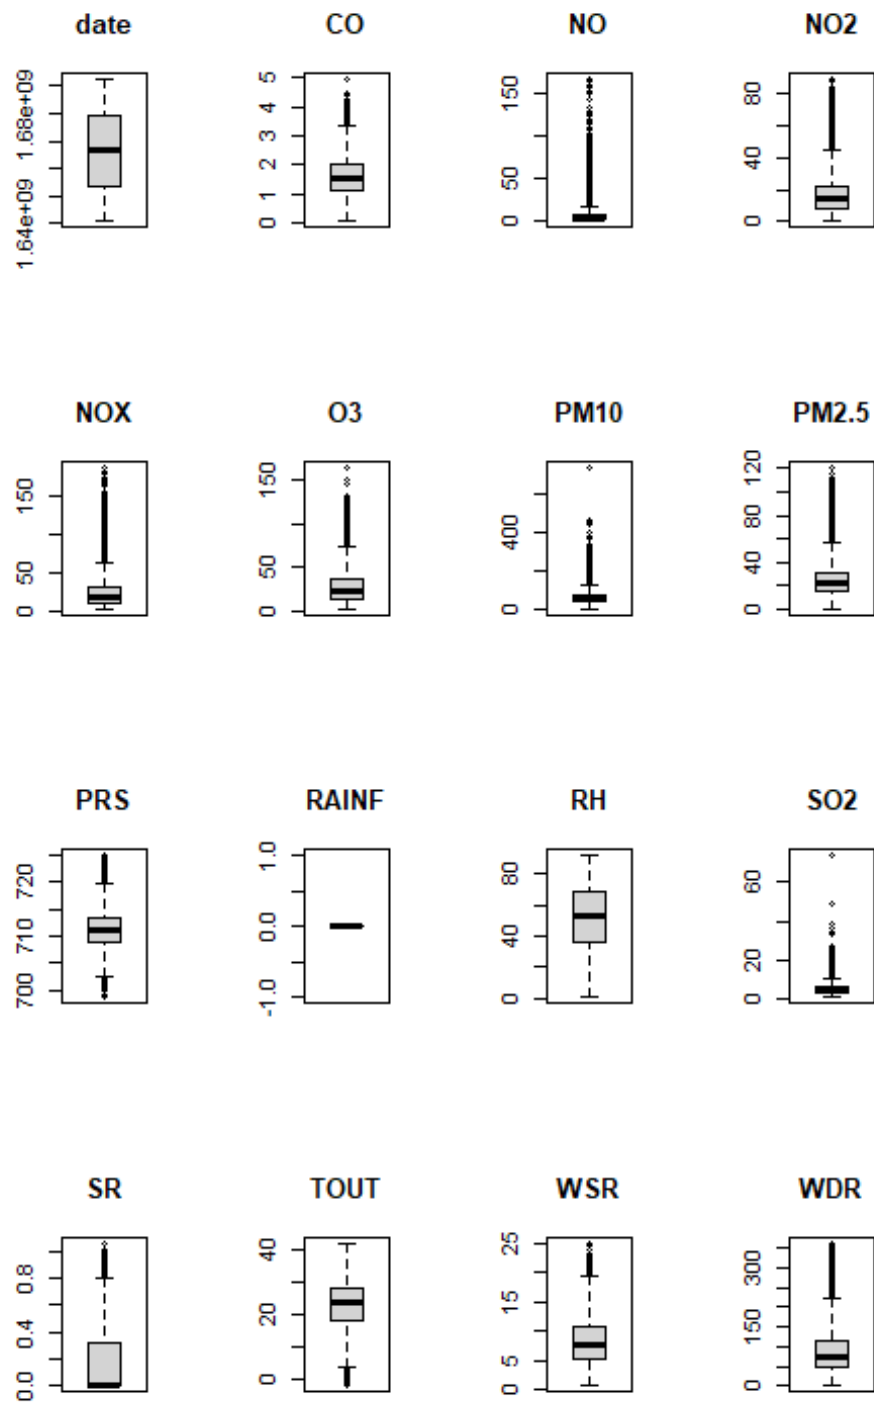 date CO NO NO2
1.64e+09 1.68e+09
0 1 2 3 4 5
0 50 150
0 40 80
NOX O3 PM10 PM2.5
0 50 150
0 50 150
0 400
0 40 80 120
PRS RAINF RH SO2
700 710 720
-1.0 0.0 1.0
0 40 80
0 20 60
SR TOUT WSR WDR
0.0 0.4 0.8
0 20 40
0 5 15 25
0 150 300